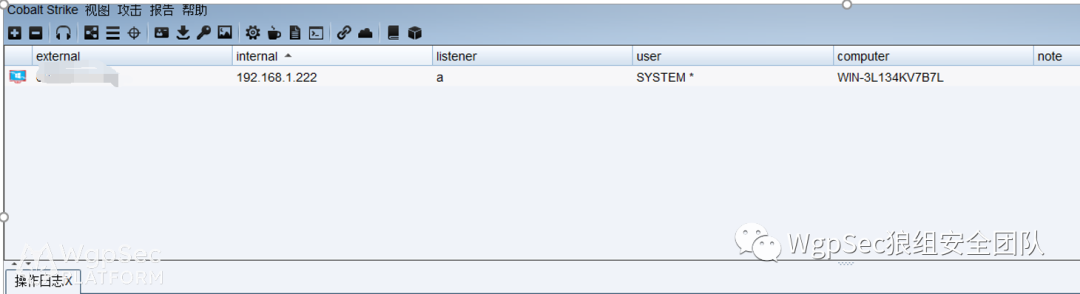 Cobalt Strike 视图 攻击 报告 帮助
external internal listener user computer note
192.168.1.222 a SYSTEM * WIN-3L134KV7B7L
WgpSec狼组安全团队
WgpSec
PLATFORM
操作日志X